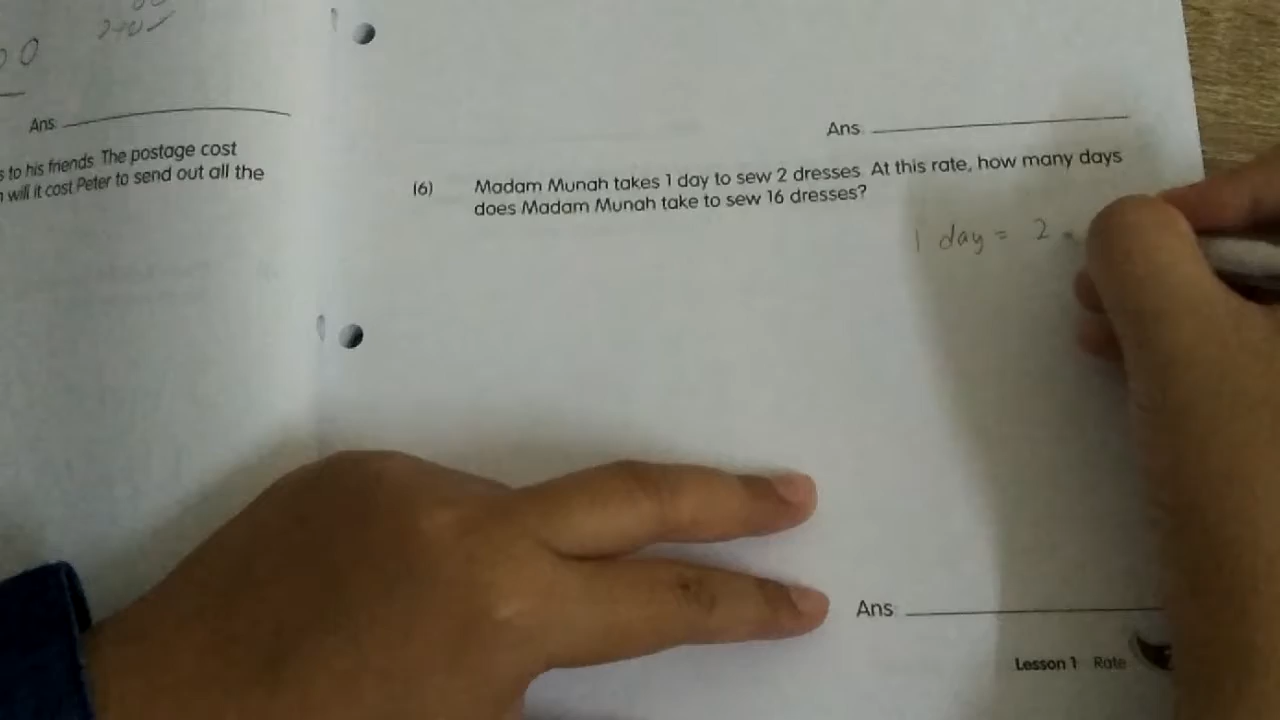 Ans
s to his friends The postage cost
will it cost Peter to send out all the
Ans
(6) Madam Munah takes 1 day to sew 2 dresses At this rate, how many days
does Madam Munah take to sew 16 dresses?
1 day = 2
Ans
Lesson 1 Rate